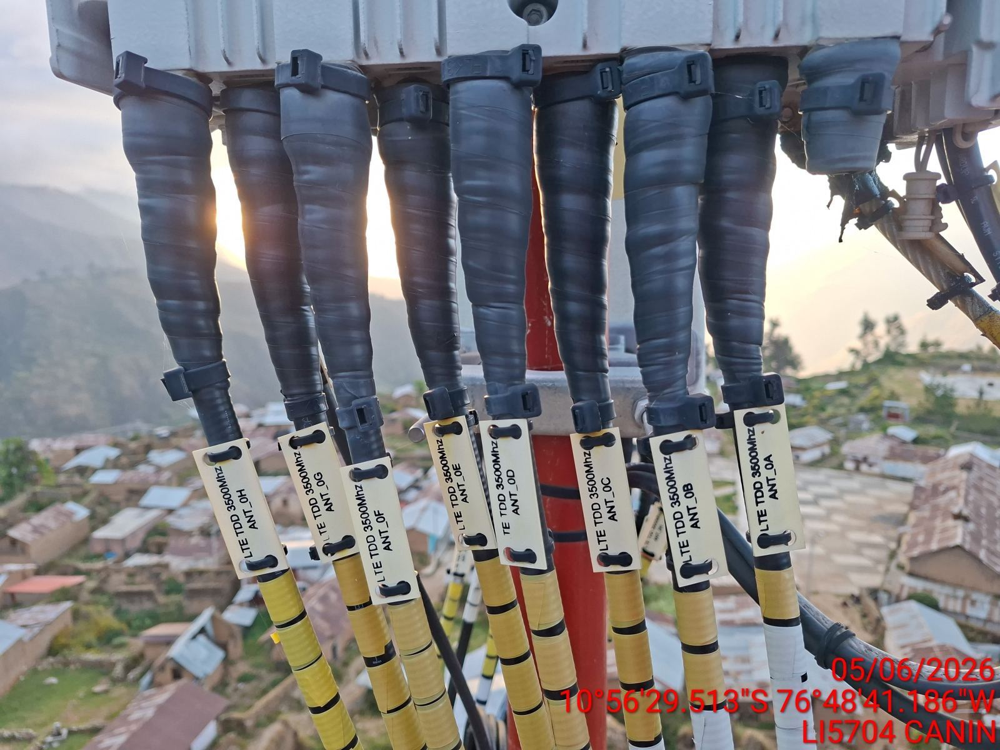 LTE TDD 3500Mhz
ANT_0H
LTE TDD 3500Mhz
ANT_0G
LTE TDD 3500Mhz
ANT_0F
LTE TDD 3500Mhz
ANT_0E
TE TDD 3500Mhz
ANT_0D
LTE TDD 3500Mhz
ANT_0C
LTE TDD 3500Mhz
ANT_0B
LTE TDD 3500Mhz
ANT_0A
05/06/2026
10°56'29.513"S 76°48'41.186"W
LI5704 CANIN